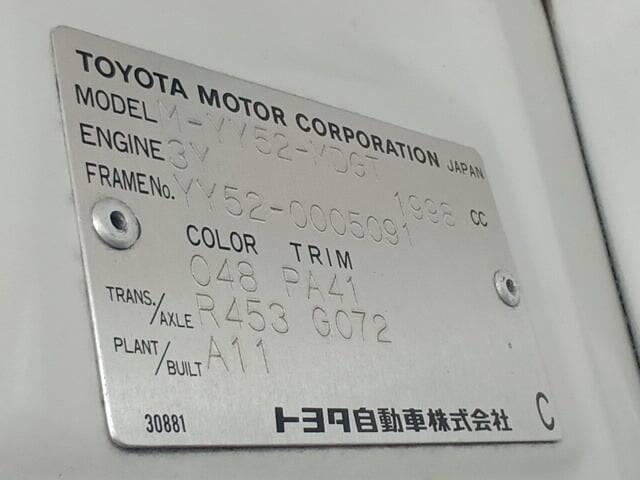 TOYOTA MOTOR CORPORATION JAPAN
MODEL M-YY52-MDGT
ENGINE 3Y 1998 CC
FRAME No. YY52-0005091
COLOR TRIM
048 PA41
TRANS./AXLE R453 G072
PLANT/BUILT A11
30881 トヨタ自動車株式会社 C